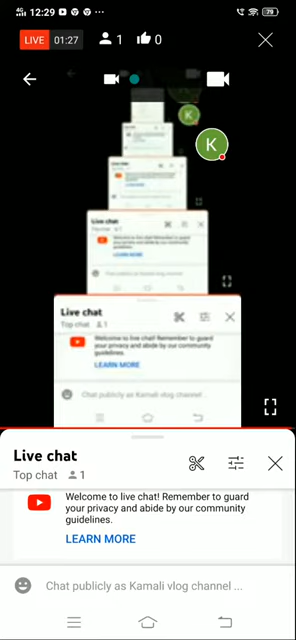 4G 12:29
79
LIVE 01:27 1 0
K
Live chat
Top chat 1
Welcome to live chat! Remember to guard
your privacy and abide by our community
guidelines.
LEARN MORE
Chat publicly as Kamali vlog channel...
Live chat
Top chat 1
Welcome to live chat! Remember to guard
your privacy and abide by our community
guidelines.
LEARN MORE
Chat publicly as Kamali vlog channel ...